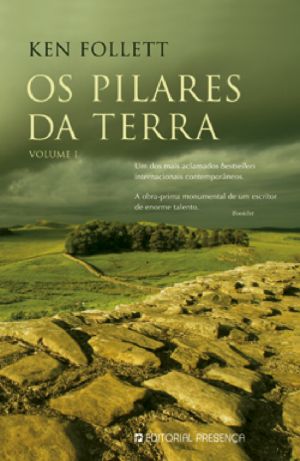 KEN FOLLETT
OS PILARES
DA TERRA
VOLUME I
Um dos mais aclamados bestsellers
internacionais contemporâneos.
A obra-prima monumental de um escritor
de enorme talento.
Booklist
EDITORIAL PRESENÇA